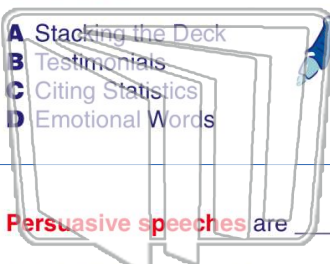 A Stacking the Deck
B Testimonials
C Citing Statistics
D Emotional Words
Persuasive speeches are ___